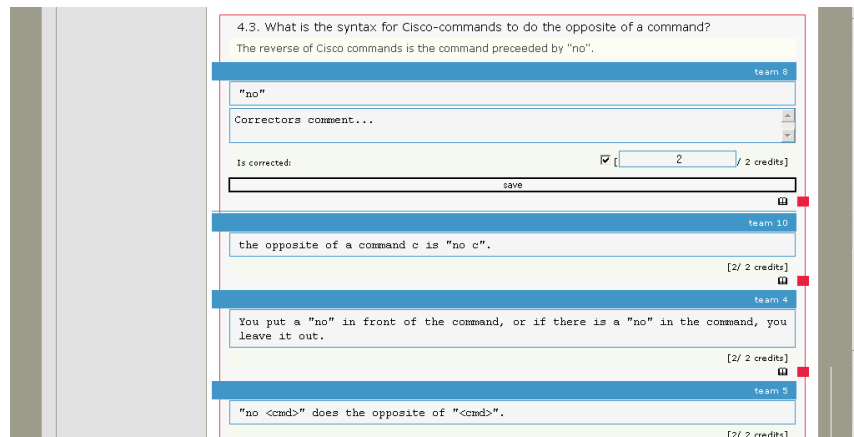 4.3. What is the syntax for Cisco-commands to do the opposite of a command?
The reverse of Cisco commands is the command preceeded by "no".
team 8
"no"
Correctors comment...
Is corrected: [ 2 / 2 credits]
save
team 10
the opposite of a command c is "no c".
[2/ 2 credits]
team 4
You put a "no" in front of the command, or if there is a "no" in the command, you
leave it out.
[2/ 2 credits]
team 5
"no <cmd>" does the opposite of "<cmd>".
[2/ 2 credits]